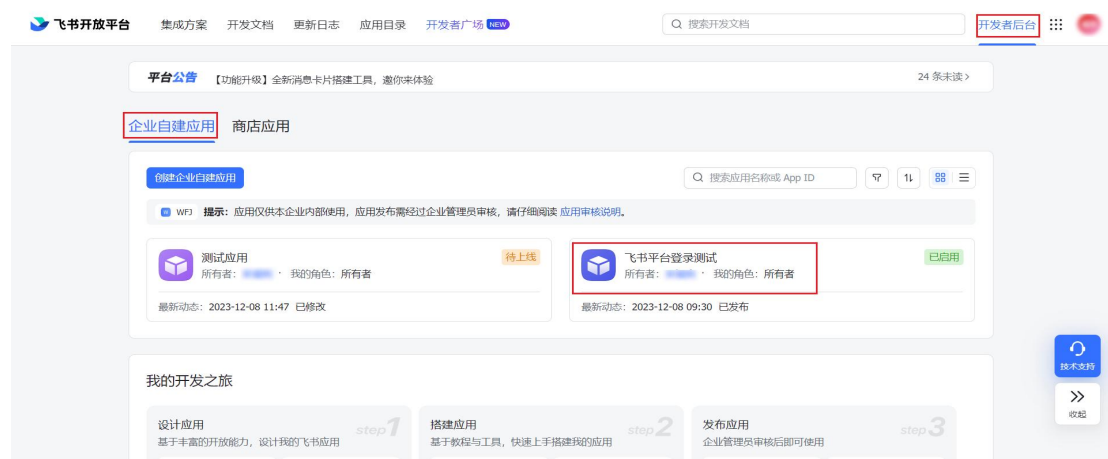 飞书开放平台 集成方案 开发文档 更新日志 应用目录 开发者广场 NEW 搜索开发文档 开发者后台
平台公告 【功能升级】全新消息卡片搭建工具，邀你来体验 24 条未读
企业自建应用 商店应用
创建企业自建应用 搜索应用名称或 App ID
WFJ 提示：应用仅供本企业内部使用，应用发布需经过企业管理员审核，请仔细阅读 应用审核说明。
测试应用 待上线
所有者： · 我的角色：所有者
最新动态：2023-12-08 11:47 已修改
飞书平台登录测试 已启用
所有者： · 我的角色：所有者
最新动态：2023-12-08 09:30 已发布
技术支持
收起
我的开发之旅
设计应用 step 1
基于丰富的开放能力，设计我的飞书应用
搭建应用 step 2
基于教程与工具，快速上手搭建我的应用
发布应用 step 3
企业管理员审核后即可使用